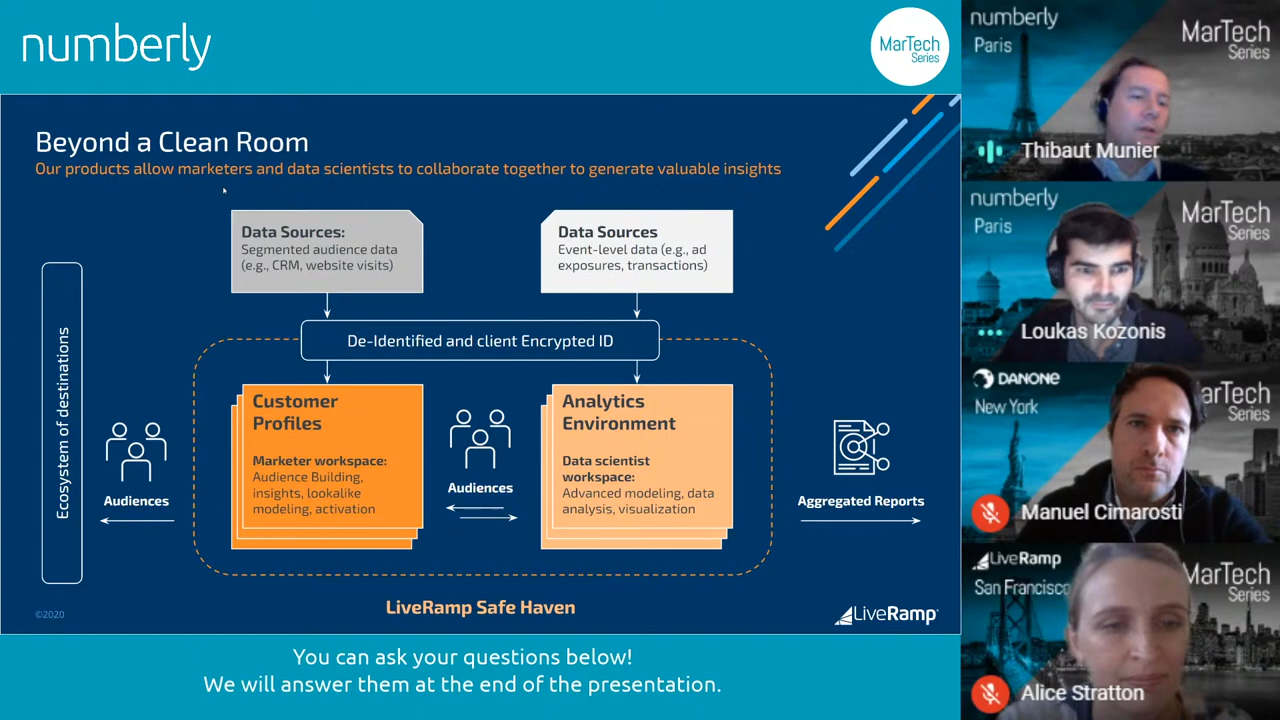 numberly
MarTech
Series
Beyond a Clean Room
Our products allow marketers and data scientists to collaborate together to generate valuable insights
Data Sources:
Segmented audience data
(e.g., CRM, website visits)
Data Sources
Event-level data (e.g., ad
exposures, transactions)
De-Identified and client Encrypted ID
Ecosystem of destinations
Audiences
Customer
Profiles
Marketer workspace:
Audience Building,
insights, lookalike
modeling, activation
Audiences
Analytics
Environment
Data scientist
workspace:
Advanced modeling, data
analysis, visualization
Aggregated Reports
LiveRamp Safe Haven
©2020
LiveRamp
You can ask your questions below!
We will answer them at the end of the presentation.
numberly
Paris
MarTech
Series
Thibaut Munier
numberly
Paris
MarTech
Series
Loukas Kozonis
DANONE
New York
arTech
Series
Manuel Cimarosti
LiveRamp
San Francisco
MarTech
Series
Alice Stratton